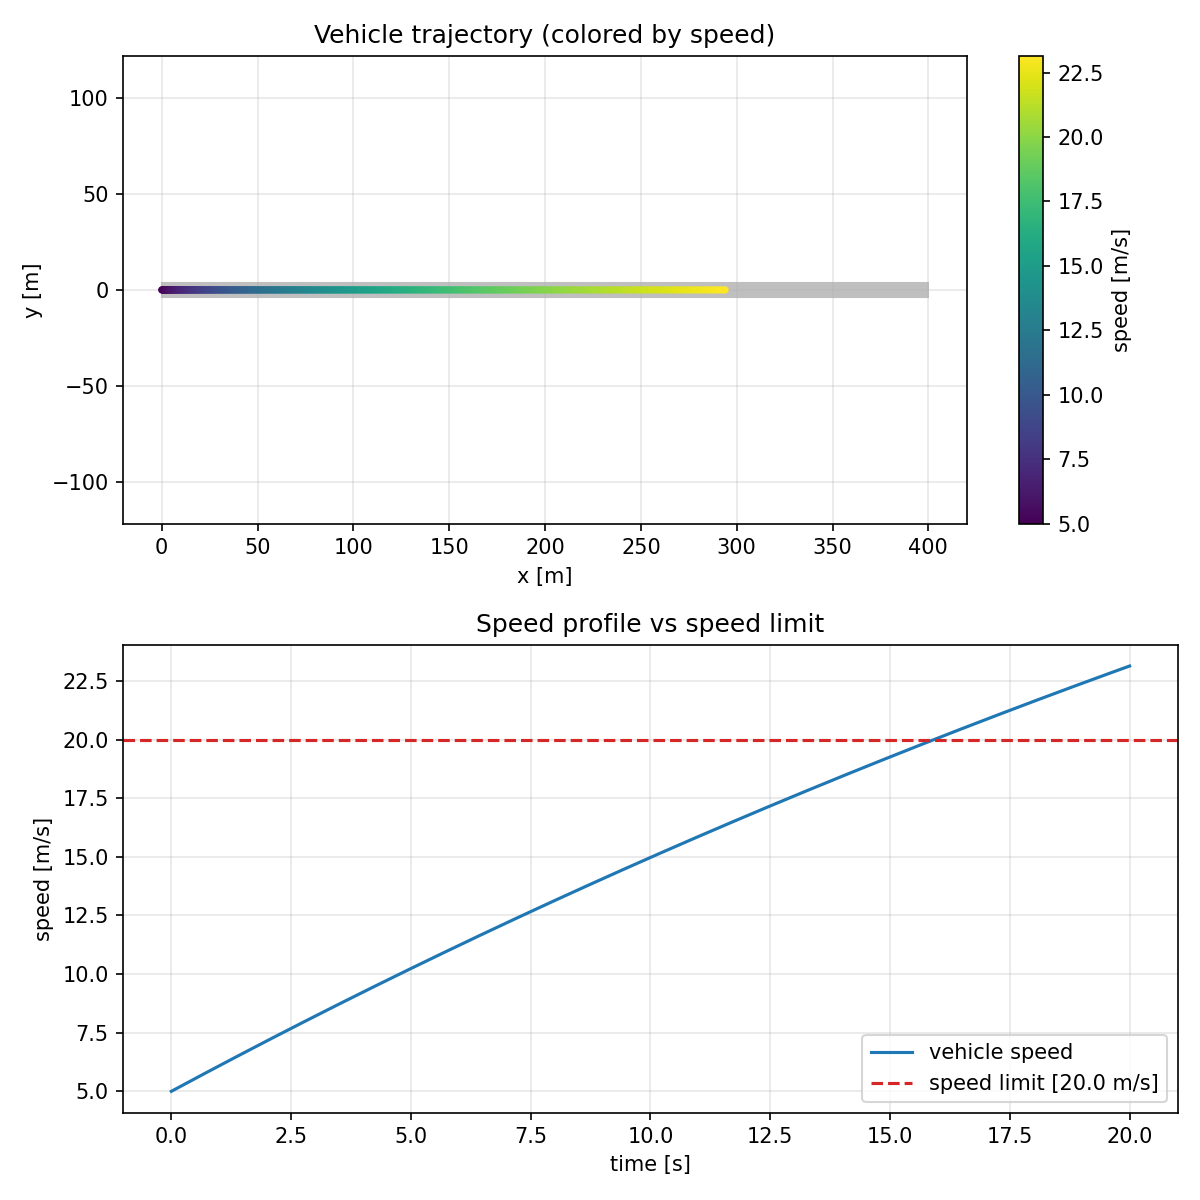 Vehicle trajectory (colored by speed)
100
50
0
−50
−100
y [m]
0 50 100 150 200 250 300 350 400
x [m]
22.5
20.0
17.5
15.0
12.5
10.0
7.5
5.0
speed [m/s]
Speed profile vs speed limit
22.5
20.0
17.5
15.0
12.5
10.0
7.5
5.0
speed [m/s]
vehicle speed
speed limit [20.0 m/s]
0.0 2.5 5.0 7.5 10.0 12.5 15.0 17.5 20.0
time [s]